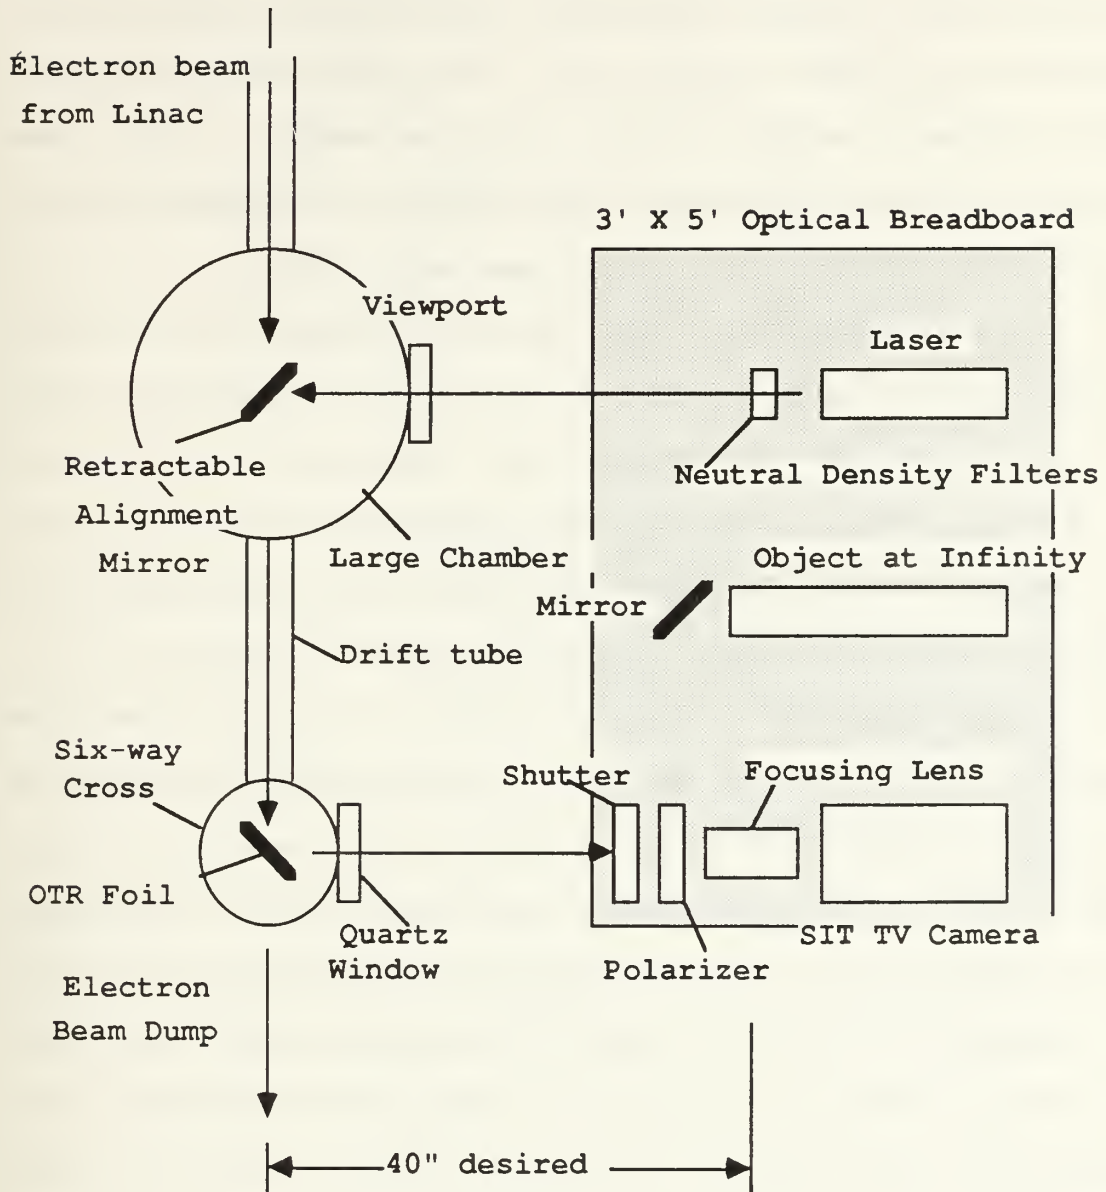 Électron beam
from Linac
3' X 5' Optical Breadboard
Viewport
Laser
Retractable
Alignment
Mirror
Neutral Density Filters
Large Chamber
Object at Infinity
Mirror
Drift tube
Six-way
Cross
Shutter
Focusing Lens
OTR Foil
Quartz
Window
SIT TV Camera
Polarizer
Electron
Beam Dump
40" desired